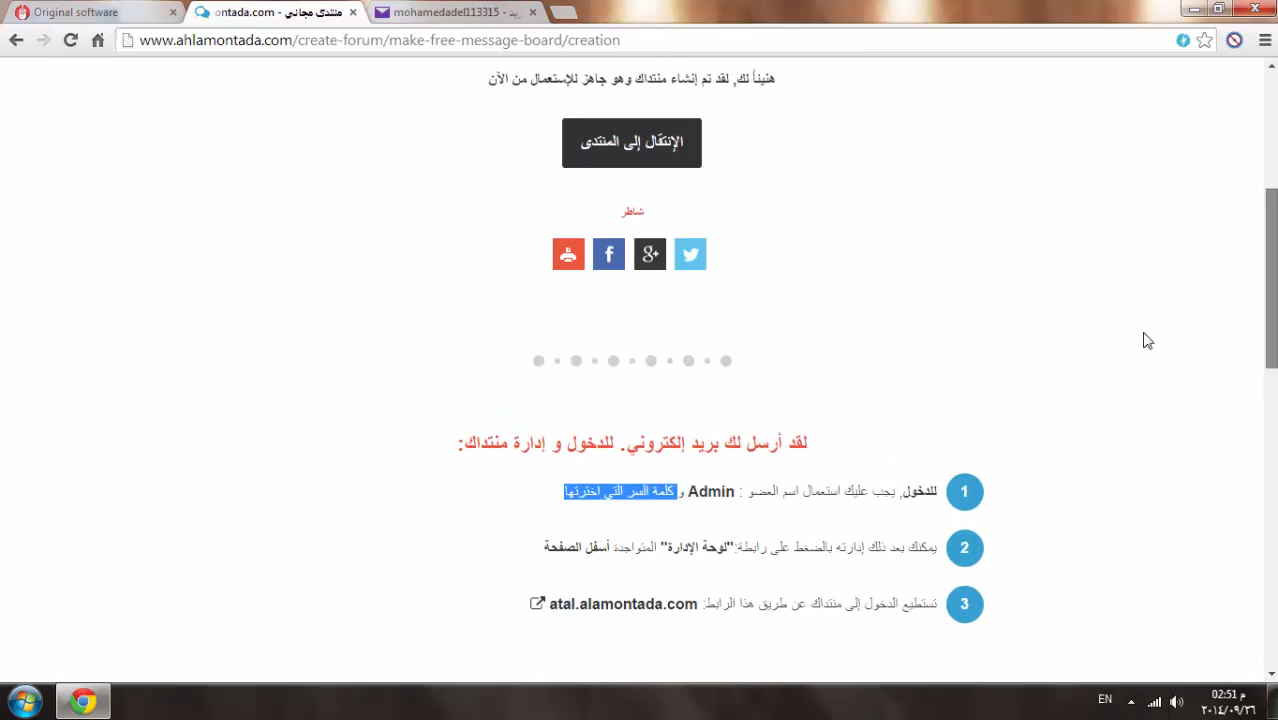 Original software
منتدى مجاني - ontada.com
mohamedadel113315 - يد
www.ahlamontada.com/create-forum/make-free-message-board/creation
هنيئاً لك, لقد تم إنشاء منتداك وهو جاهز للإستعمال من الآن
الإنتقال إلى المنتدى
شاطر
لقد أرسل لك بريد إلكتروني. للدخول و إدارة منتداك:
1 للدخول, يجب عليك استعمال اسم العضو : Admin و كلمة السر التي اخترتها
2 يمكنك بعد ذلك إدارته بالضغط على رابطة:"لوحة الإدارة" المتواجدة أسفل الصفحة
3 تستطيع الدخول إلى منتداك عن طريق هذا الرابط: atal.alamontada.com
EN
02:51 م
٢٠١٤/٠٩/٢٦